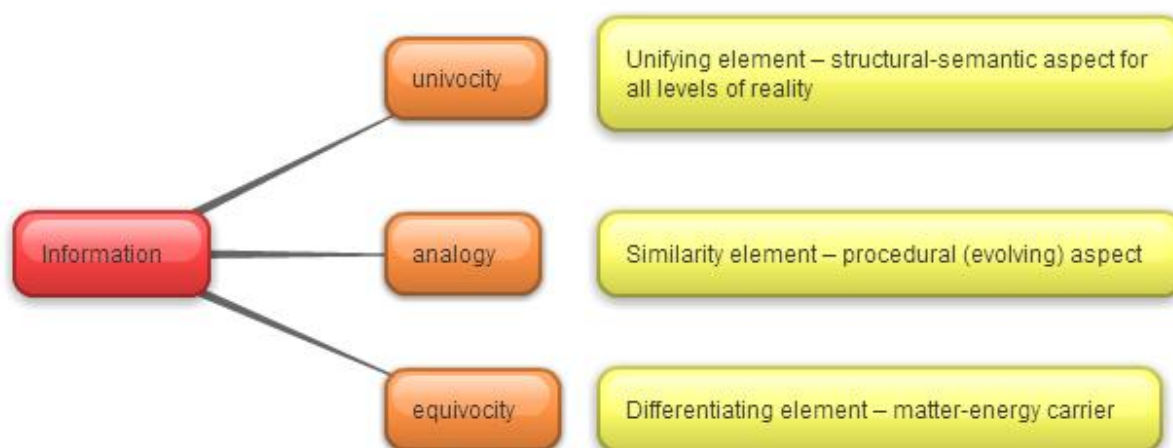 univocity
Unifying element – structural-semantic aspect for
all levels of reality
Information
analogy
Similarity element – procedural (evolving) aspect
equivocity
Differentiating element – matter-energy carrier